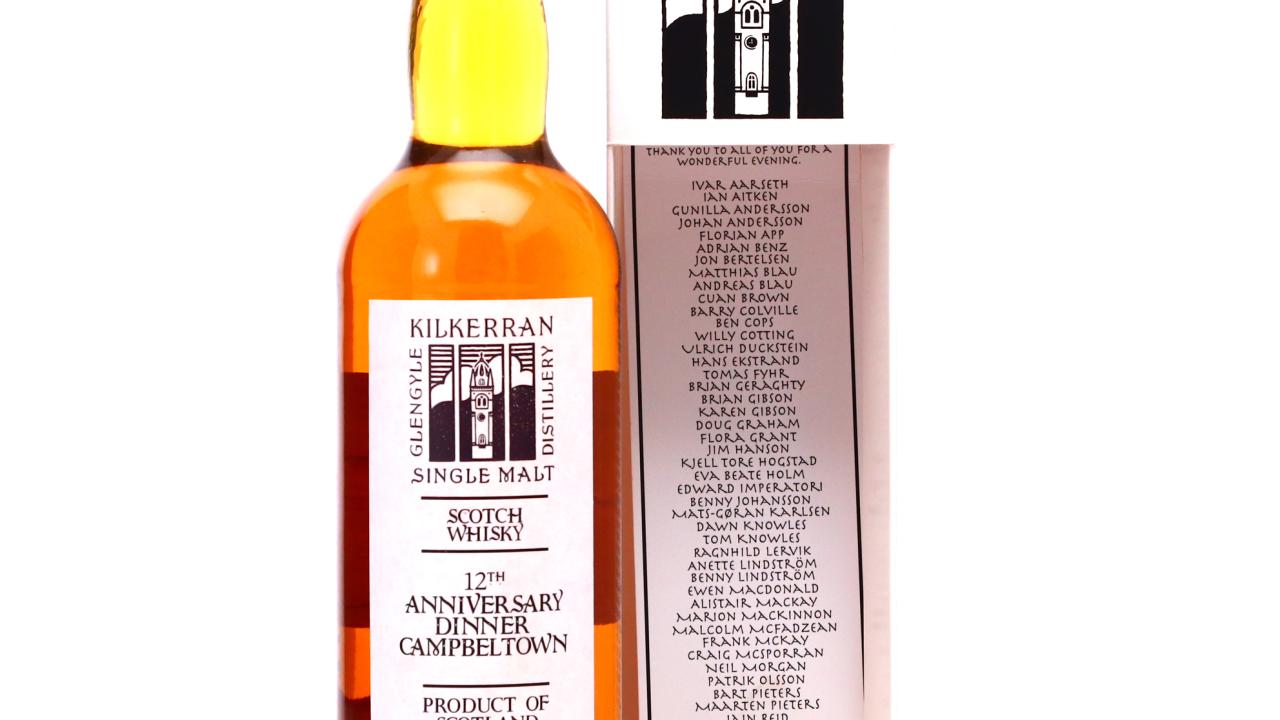 KILKERRAN
GLENGYLE
DISTILLERY
SINGLE MALT
SCOTCH
WHISKY
12TH
ANNIVERSARY
DINNER
CAMPBELTOWN
PRODUCT OF
SCOTLAND
THANK YOU TO ALL OF YOU FOR A
WONDERFUL EVENING.
IVAR AARSETH
IAN AITKEN
GUNILLA ANDERSSON
JOHAN ANDERSSON
FLORIAN APP
ADRIAN BENZ
JON BERTELSEN
MATTHIAS BLAU
ANDREAS BLAU
CUAN BROWN
BARRY COLVILLE
BEN COPS
WILLY COTTING
ULRICH DUCKSTEIN
HANS EKSTRAND
TOMAS FYHR
BRIAN GERAGHTY
BRIAN GIBSON
KAREN GIBSON
DOUG GRAHAM
FLORA GRANT
JIM HANSON
KJELL TORE HOGSTAD
EVA BEATE HOLM
EDWARD IMPERATORI
BENNY JOHANSSON
MATS-GØRAN KARLSEN
DAWN KNOWLES
TOM KNOWLES
RAGNHILD LERVIK
ANETTE LINDSTRÖM
BENNY LINDSTRÖM
EWEN MACDONALD
ALISTAIR MACKAY
MARION MACKINNON
MALCOLM MCFADZEAN
FRANK MCKAY
CRAIG MCSPORRAN
NEIL MORGAN
PATRIK OLSSON
BART PIETERS
MAARTEN PIETERS
IAIN REID